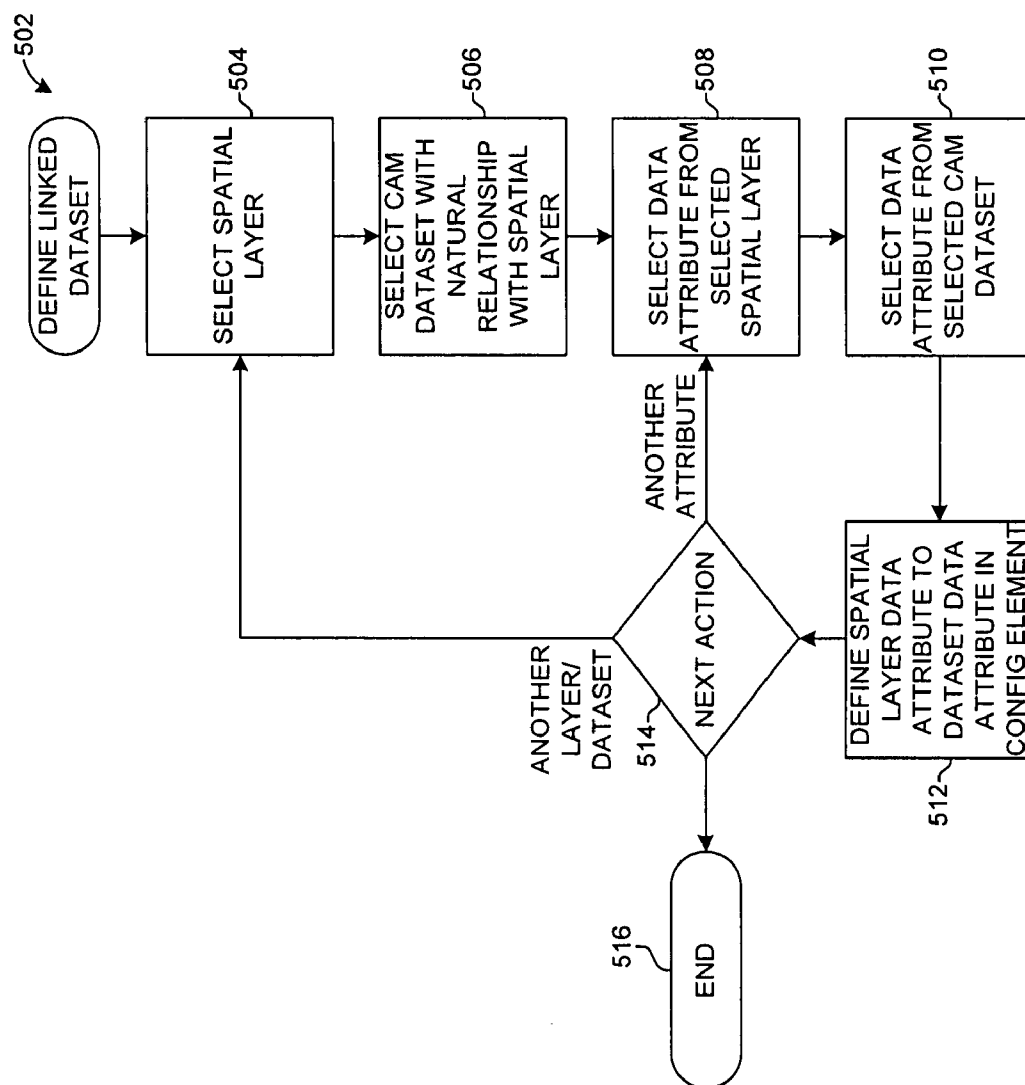 DEFINE LINKED
DATASET
502
SELECT SPATIAL
LAYER
504
SELECT CAM
DATASET WITH
NATURAL
RELATIONSHIP
WITH SPATIAL
LAYER
506
SELECT DATA
ATTRIBUTE FROM
SELECTED
SPATIAL LAYER
508
SELECT DATA
ATTRIBUTE FROM
SELECTED CAM
DATASET
510
DEFINE SPATIAL
LAYER DATA
ATTRIBUTE TO
DATASET DATA
ATTRIBUTE IN
CONFIG ELEMENT
512
NEXT ACTION
514
ANOTHER
ATTRIBUTE
ANOTHER
LAYER/
DATASET
END
516